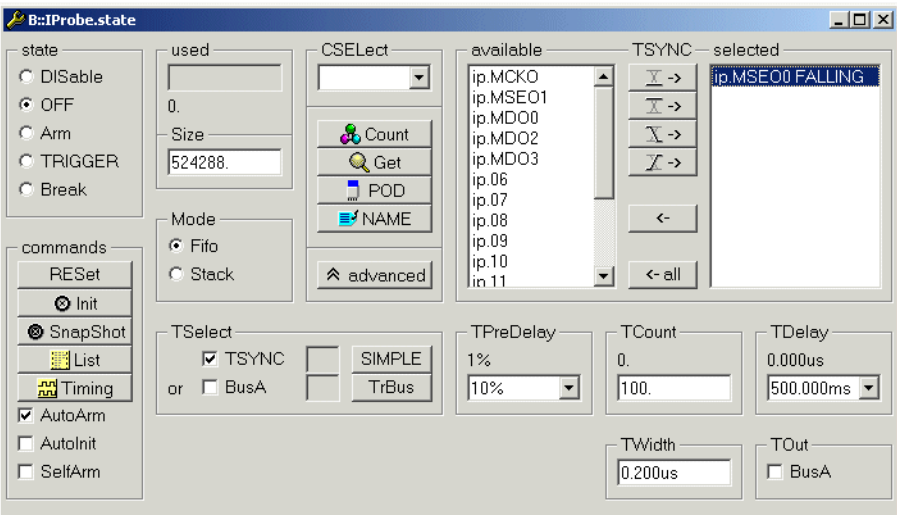 B::IProbe.state
state
DISable
OFF
Arm
TRIGGER
Break
commands
RESet
Init
SnapShot
List
Timing
AutoArm
AutoInit
SelfArm
used
0.
Size
524288.
Mode
Fifo
Stack
CSELect
Count
Get
POD
NAME
advanced
available
ip.MCKO
ip.MSEO1
ip.MDO0
ip.MDO2
ip.MDO3
ip.06
ip.07
ip.08
ip.09
ip.10
ip.11
TSYNC
X ->
X ->
X ->
X ->
<-
<- all
selected
ip.MSEO0 FALLING
TSelect
TSYNC
SIMPLE
or
BusA
TrBus
TPreDelay
1%
10%
TCount
0.
100.
TDelay
0.000us
500.000ms
TWidth
0.200us
TOut
BusA